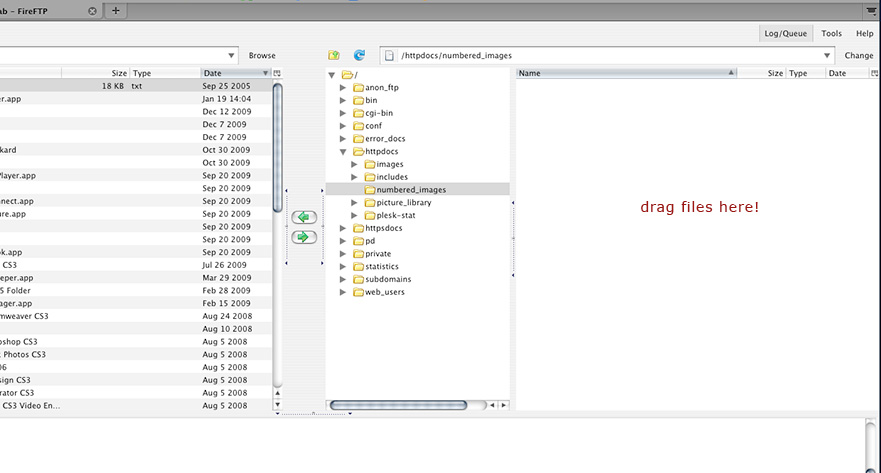 ab - FireFTP
Log/Queue Tools Help
Browse
/httpdocs/numbered_images
Change
Size Type Date
18 KB txt Sep 25 2005
er.app Jan 19 14:04
Dec 12 2009
Dec 7 2009
Dec 7 2009
kard Oct 30 2009
Oct 30 2009
Player.app Sep 20 2009
Sep 20 2009
nect.app Sep 20 2009
ure.app Sep 20 2009
Sep 20 2009
Sep 20 2009
ok.app Sep 20 2009
CS3 Jul 26 2009
eeper.app Mar 29 2009
5 Folder Feb 28 2009
ager.app Feb 15 2009
mweaver CS3 Aug 24 2008
Aug 10 2008
oshop CS3 Aug 5 2008
Photos CS3 Aug 5 2008
06 Aug 5 2008
sign CS3 Aug 5 2008
rator CS3 Aug 5 2008
CS3 Video En... Aug 5 2008
/
anon_ftp
bin
cgi-bin
conf
error_docs
httpdocs
images
includes
numbered_images
picture_library
plesk-stat
httpsdocs
pd
private
statistics
subdomains
web_users
Name Size Type Date
drag files here!